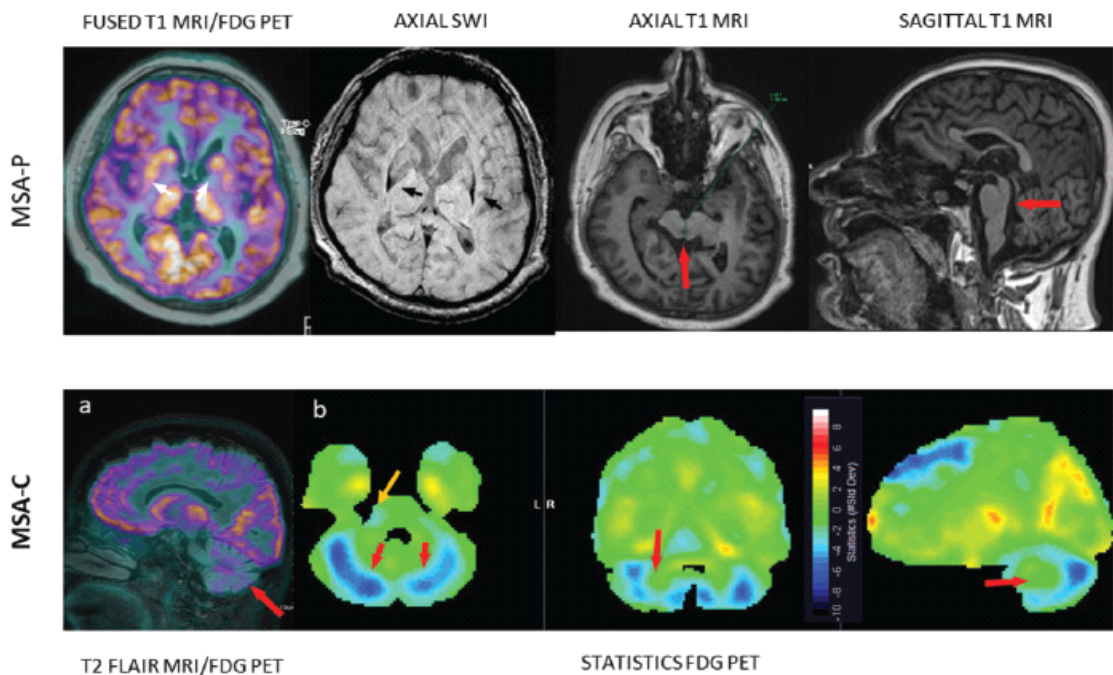 FUSED T1 MRI/FDG PET
AXIAL SWI
AXIAL T1 MRI
SAGITTAL T1 MRI
MSA-P
MSA-C
a
b
L R
8
6
4
2
0
-2
-4
-6
-8
-10
Statistics (#Std Dev)
T2 FLAIR MRI/FDG PET
STATISTICS FDG PET